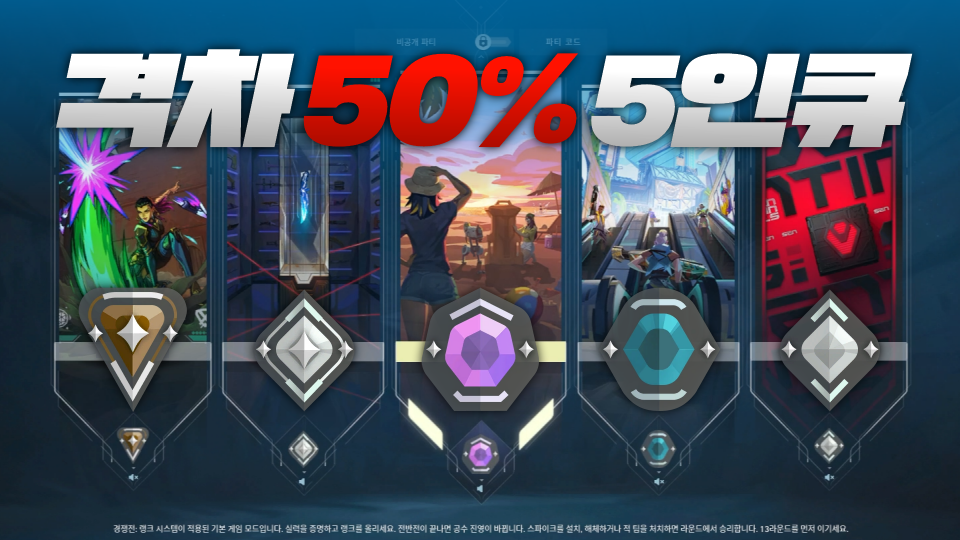 비공개 파티
파티 코드
격차 50% 5인큐
경쟁전: 랭크 시스템이 적용된 기본 게임 모드입니다. 실력을 증명하고 랭크를 올리세요. 전반전이 끝나면 공수 진영이 바뀝니다. 스파이크를 설치, 해체하거나 적 팀을 처치하면 라운드에서 승리합니다. 13라운드를 먼저 이기세요.